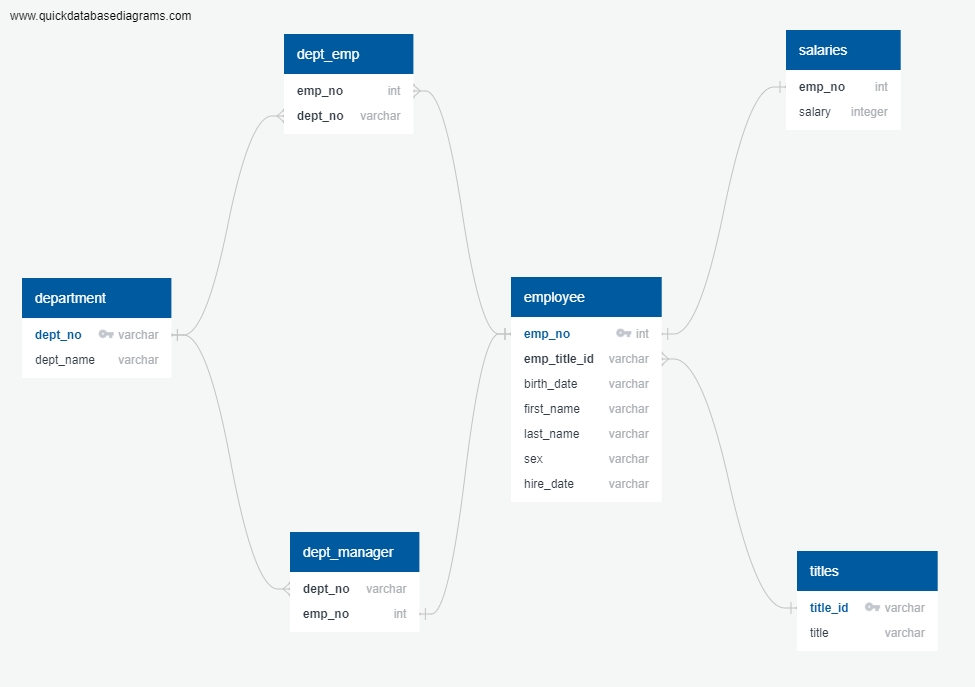 www.quickdatabasediagrams.com
dept_emp
emp_no int
dept_no varchar
salaries
emp_no int
salary integer
department
dept_no varchar
dept_name varchar
employee
emp_no int
emp_title_id varchar
birth_date varchar
first_name varchar
last_name varchar
sex varchar
hire_date varchar
dept_manager
dept_no varchar
emp_no int
titles
title_id varchar
title varchar